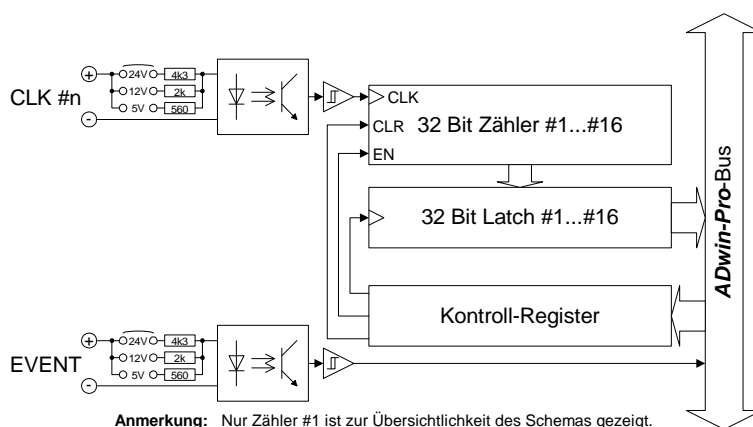 CLK #n
24V 4k3
12V 2k
5V 560
CLK
CLR
EN
32 Bit Zähler #1...#16
32 Bit Latch #1...#16
Kontroll-Register
ADwin-Pro-Bus
EVENT
24V 4k3
12V 2k
5V 560
Anmerkung: Nur Zähler #1 ist zur Übersichtlichkeit des Schemas gezeigt.